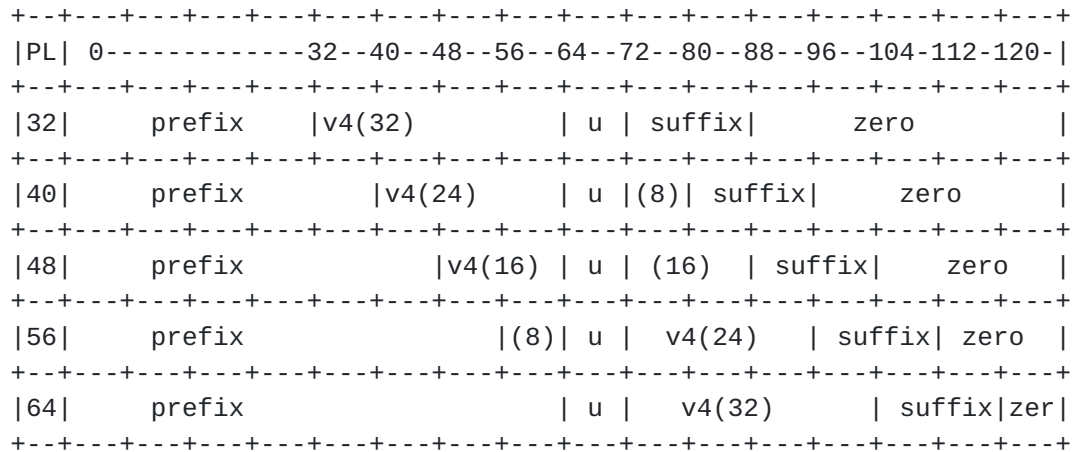 +--+---+---+---+---+---+---+---+---+---+---+---+---+---+---+---+---+
|PL| 0-------------32--40--48--56--64--72--80--88--96--104-112-120-|
+--+---+---+---+---+---+---+---+---+---+---+---+---+---+---+---+---+
|32|     prefix    |v4(32)         | u | suffix|      zero         |
+--+---+---+---+---+---+---+---+---+---+---+---+---+---+---+---+---+
|40|     prefix        |v4(24)     | u |(8)| suffix|     zero      |
+--+---+---+---+---+---+---+---+---+---+---+---+---+---+---+---+---+
|48|     prefix            |v4(16) | u | (16)  | suffix|    zero   |
+--+---+---+---+---+---+---+---+---+---+---+---+---+---+---+---+---+
|56|     prefix                |(8)| u |  v4(24)   | suffix| zero  |
+--+---+---+---+---+---+---+---+---+---+---+---+---+---+---+---+---+
|64|     prefix                    | u |   v4(32)      | suffix|zer|
+--+---+---+---+---+---+---+---+---+---+---+---+---+---+---+---+---+